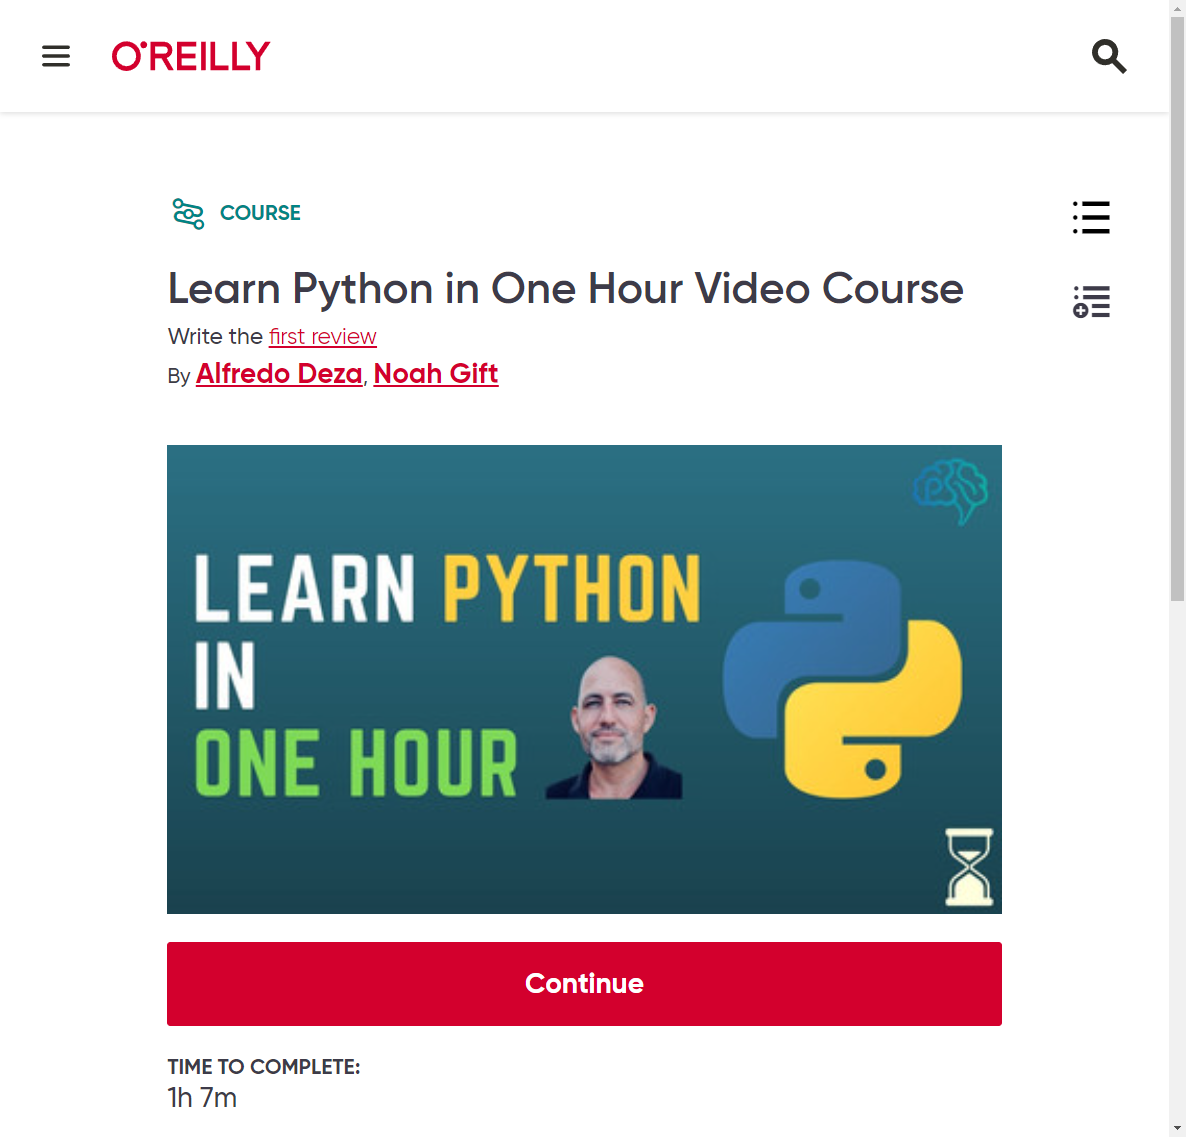 O'REILLY
COURSE
Learn Python in One Hour Video Course
Write the first review
By Alfredo Deza, Noah Gift
LEARN PYTHON
IN
ONE HOUR
Continue
TIME TO COMPLETE:
1h 7m